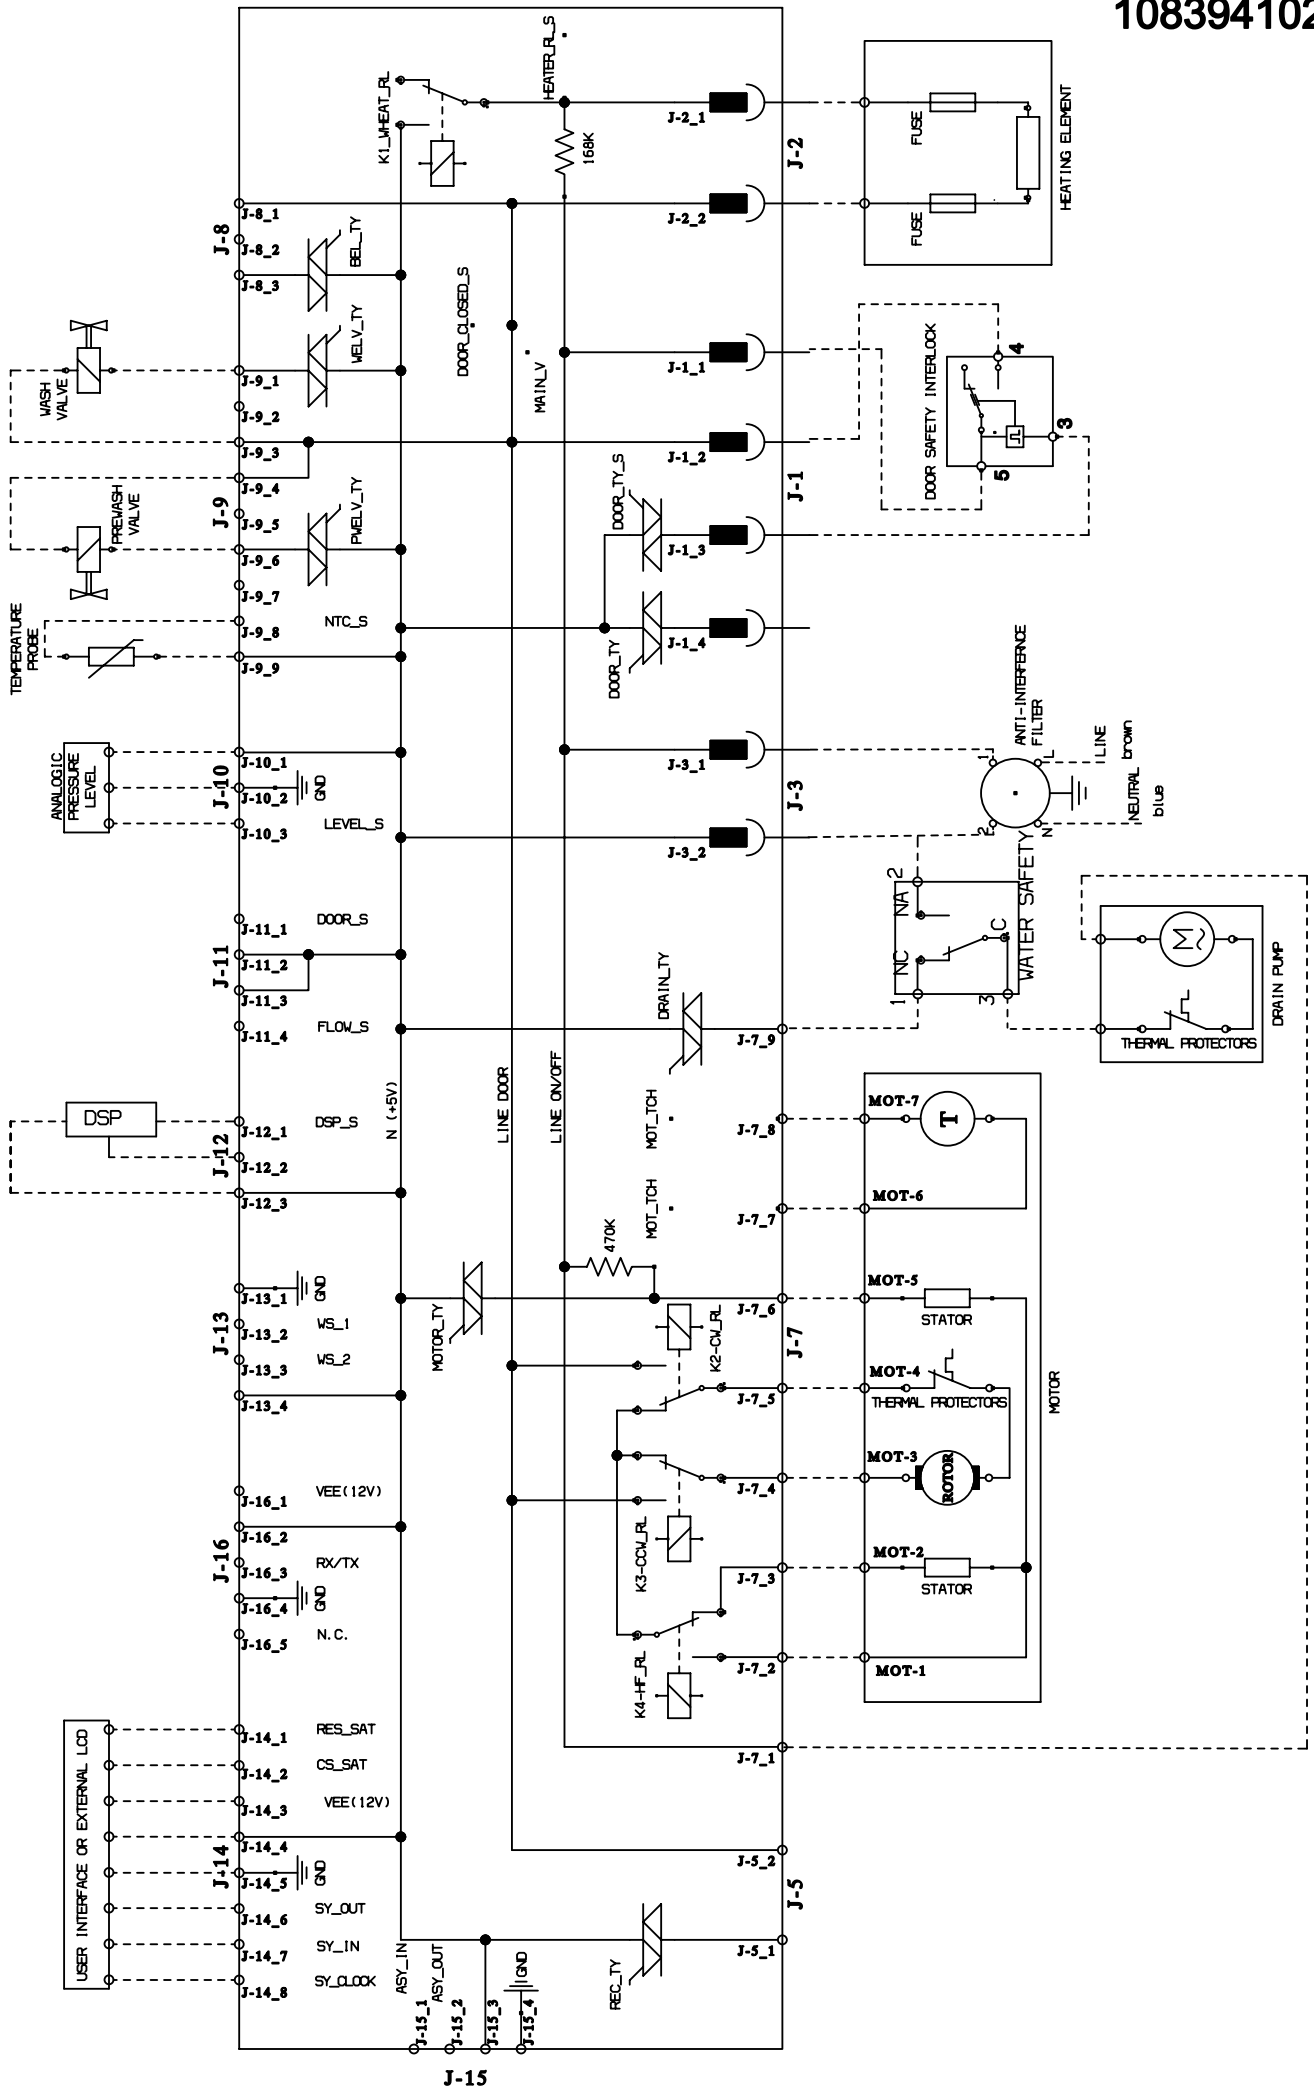 108394102
K1_WHEAT_RL
HEATER_RL_S
J-2_1
168K
J-2
FUSE
FUSE
HEATING ELEMENT
J-8
J-8_1
J-8_2
J-8_3
BEL_TY
J-2_2
WASH
VALVE
J-9_1
WELV_TY
J-9_2
J-9_3
DOOR_CLOSED_S
MAIN_V
J-1_1
J-1_2
J-1
DOOR SAFETY INTERLOCK
4
3
5
PREWASH
VALVE
J-9
J-9_4
J-9_5
J-9_6
PWELV_TY
J-9_7
DOOR_TY_S
J-1_3
TEMPERATURE
PROBE
J-9_8
NTC_S
J-9_9
DOOR_TY
J-1_4
ANALOGIC
PRESSURE
LEVEL
J-10
J-10_1
J-10_2
GND
J-10_3
LEVEL_S
J-3_1
J-3
J-3_2
ANTI-INTERFERNCE
FILTER
1
L
2
N
LINE
brown
NEUTRAL
blue
J-11
J-11_1
DOOR_S
J-11_2
J-11_3
J-11_4
FLOW_S
DRAIN_TY
J-7_9
2
NA
NC
1
C
3
WATER SAFETY
M
THERMAL PROTECTORS
DRAIN PUMP
DSP
J-12
J-12_1
DSP_S
J-12_2
J-12_3
N (+5V)
LINE DOOR
LINE ON/OFF
MOT_TCH
J-7_8
MOT_TCH
J-7_7
MOT-7
T
MOT-6
J-13
J-13_1
GND
J-13_2
WS_1
J-13_3
WS_2
J-13_4
MOTOR_TY
470K
J-7_6
J-7
K2-CW_RL
J-7_5
MOT-5
STATOR
MOT-4
THERMAL PROTECTORS
MOTOR
J-16
J-16_1
VEE(12V)
J-16_2
J-16_3
RX/TX
J-16_4
GND
J-16_5
N.C.
J-7_4
K3-CCW_RL
J-7_3
K4-HF_RL
J-7_2
MOT-3
ROTOR
MOT-2
STATOR
MOT-1
USER INTERFACE OR EXTERNAL LCD
J-14
J-14_1
RES_SAT
J-14_2
CS_SAT
J-14_3
VEE(12V)
J-14_4
J-14_5
GND
J-14_6
SY_OUT
J-14_7
SY_IN
J-14_8
SY_CLOCK
J-7_1
J-5_2
J-5
J-5_1
REC_TY
ASY_IN
ASY_OUT
GND
J-15_1
J-15_2
J-15_3
J-15_4
J-15